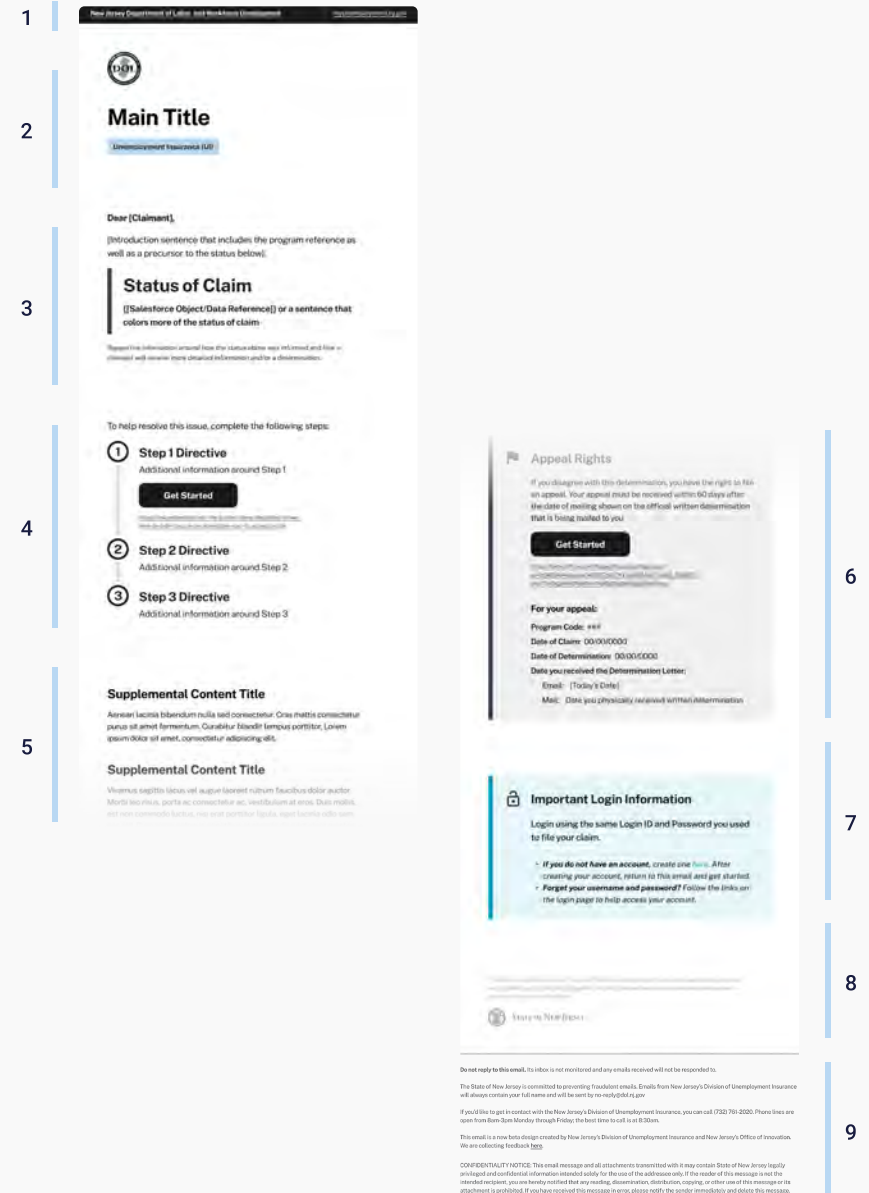 1
New Jersey Department of Labor and Workforce Development
DOL
2
Main Title
Unemployment Insurance (UI)
Dear [Claimant],
3
[Introduction sentence that includes the program reference as
well as a precursor to the status below].
Status of Claim
[[Salesforce Object/Data Reference]] or a sentence that
colors more of the status of claim
4
To help resolve this issue, complete the following steps:
1
Step 1 Directive
Additional information around Step 1
Get Started
2
Step 2 Directive
Additional information around Step 2
3
Step 3 Directive
Additional information around Step 3
5
Supplemental Content Title
Aenean lacinia bibendum nulla sed consectetur. Cras mattis consectetur
purus sit amet fermentum. Curabitur blandit tempus porttitor. Lorem
ipsum dolor sit amet, consectetur adipiscing elit.
Supplemental Content Title
Vivamus sagittis lacus vel augue laoreet rutrum faucibus dolor auctor.
6
Appeal Rights
If you disagree with this determination, you have the right to file
an appeal. Your appeal must be received within 60 days after
the date of mailing shown on the official written determination
that is being mailed to you
Get Started
For your appeal:
Program Code: ###
Date of Claim: 00/00/0000
Date of Determination: 00/00/0000
Date you received the Determination Letter:
Email: [Today's Date]
Mail: Date you physically received written determination
7
Important Login Information
Login using the same Login ID and Password you used
to file your claim.
• If you do not have an account, create one here. After
creating your account, return to this email and get started.
• Forget your username and password? Follow the links on
the login page to help access your account.
8
State of New Jersey
9
Do not reply to this email. Its inbox is not monitored and any emails received will not be responded to.
The State of New Jersey is committed to preventing fraudulent emails. Emails from New Jersey's Division of Unemployment Insurance
will always contain your full name and will be sent by no-reply@dol.nj.gov
If you'd like to get in contact with the New Jersey's Division of Unemployment Insurance, you can call (732) 761-2020. Phone lines are
open from 8am-3pm Monday through Friday; the best time to call is at 8:30am.
This email is a new beta design created by New Jersey's Division of Unemployment Insurance and New Jersey's Office of Innovation.
We are collecting feedback here.
CONFIDENTIALITY NOTICE: This email message and all attachments transmitted with it may contain State of New Jersey legally
privileged and confidential information intended solely for the use of the addressee only. If the reader of this message is not the
intended recipient, you are hereby notified that any reading, dissemination, distribution, copying, or other use of this message or its
attachment is prohibited. If you have received this message in error, please notify the sender immediately and delete this message.